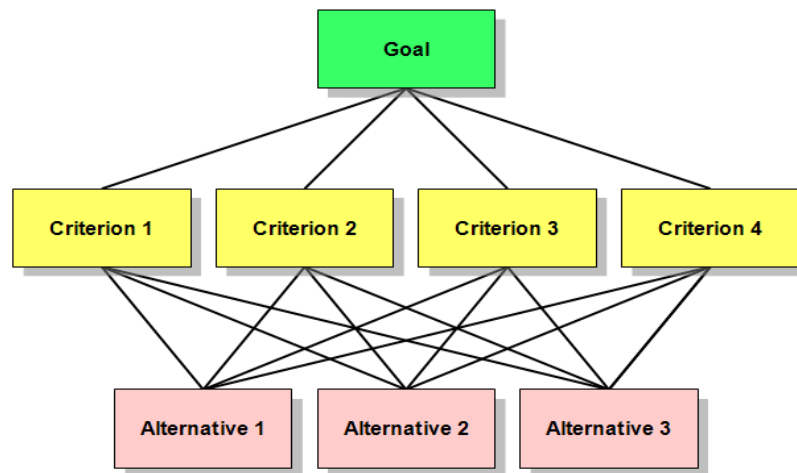 Goal
Criterion 1
Criterion 2
Criterion 3
Criterion 4
Alternative 1
Alternative 2
Alternative 3